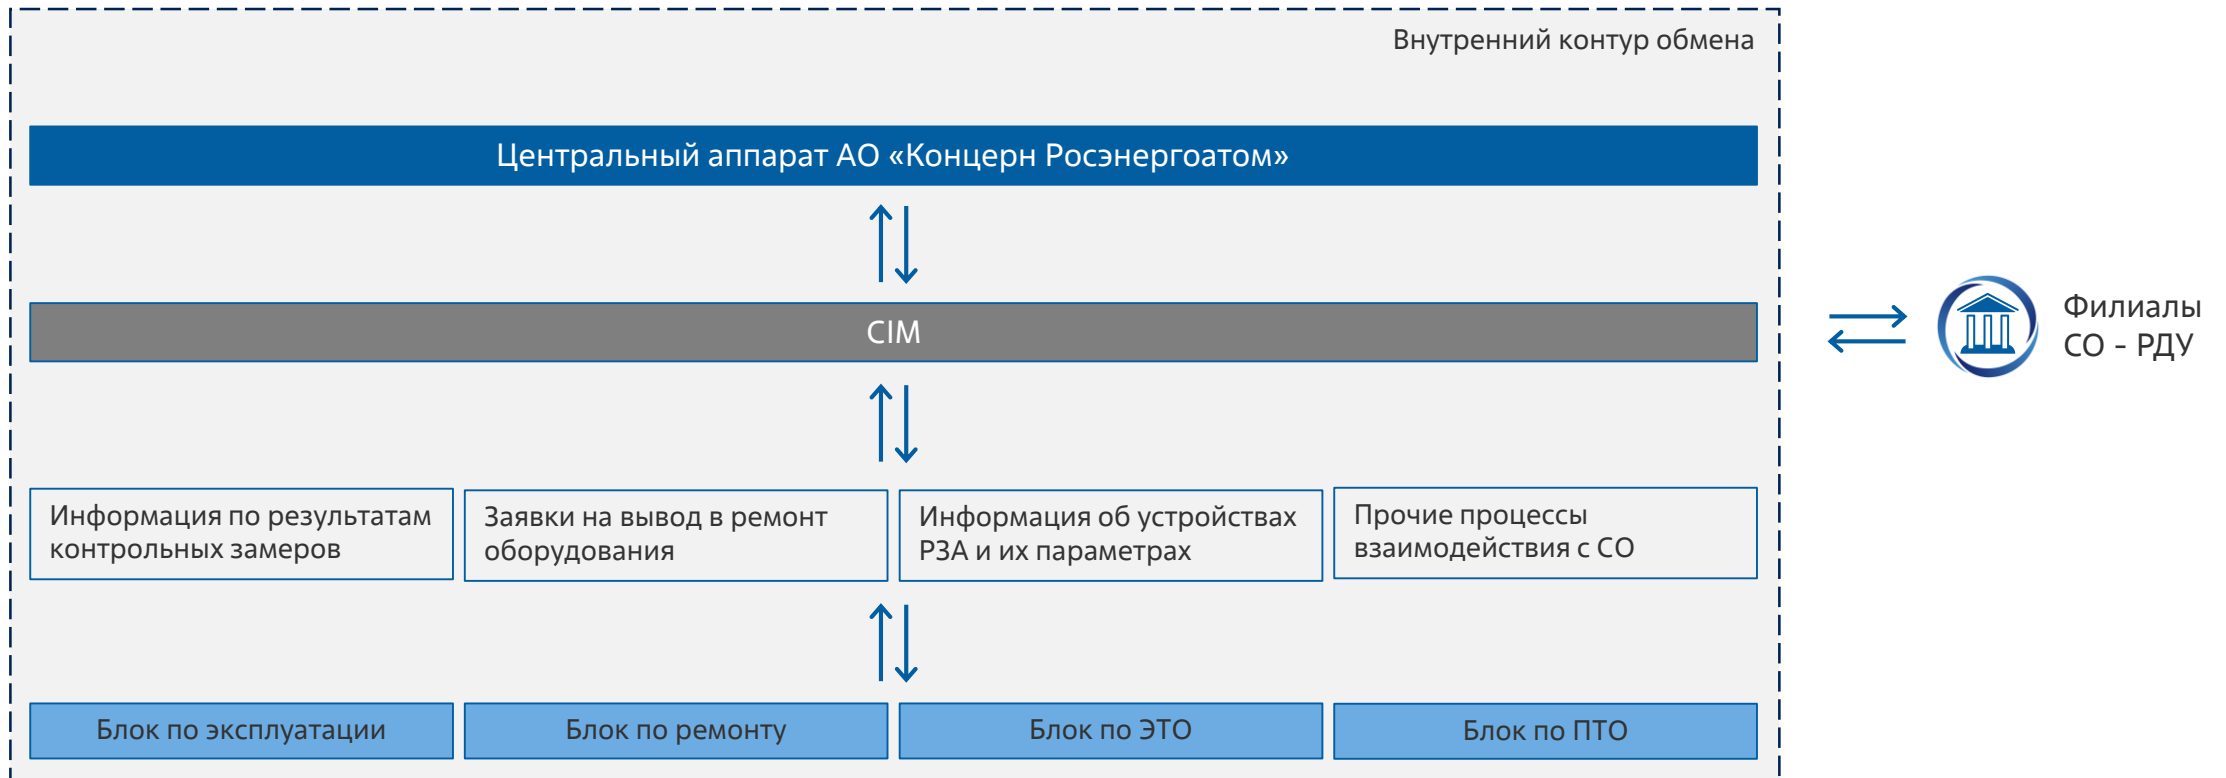 Внутренний контур обмена
Центральный аппарат АО «Концерн Росэнергоатом»
CIM
Филиалы
СО - РДУ
Информация по результатам
контрольных замеров
Заявки на вывод в ремонт
оборудования
Информация об устройствах
РЗА и их параметрах
Прочие процессы
взаимодействия с СО
Блок по эксплуатации
Блок по ремонту
Блок по ЭТО
Блок по ПТО